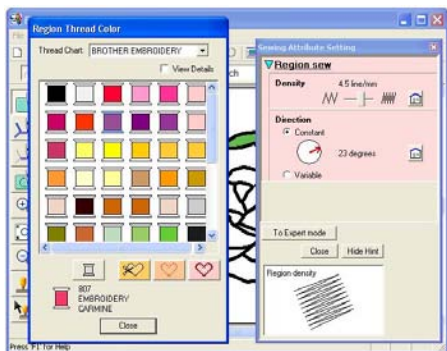 Region Thread Color
Thread Chart: BROTHER EMBROIDERY
View Details
807
EMBROIDERY
CARMINE
Close
Sewing Attribute Setting
Region sew
Density 4.5 line/mm
Direction
Constant
23 degrees
Variable
To Expert mode
Close Hide Hint
Region density
Press "F1" for Help